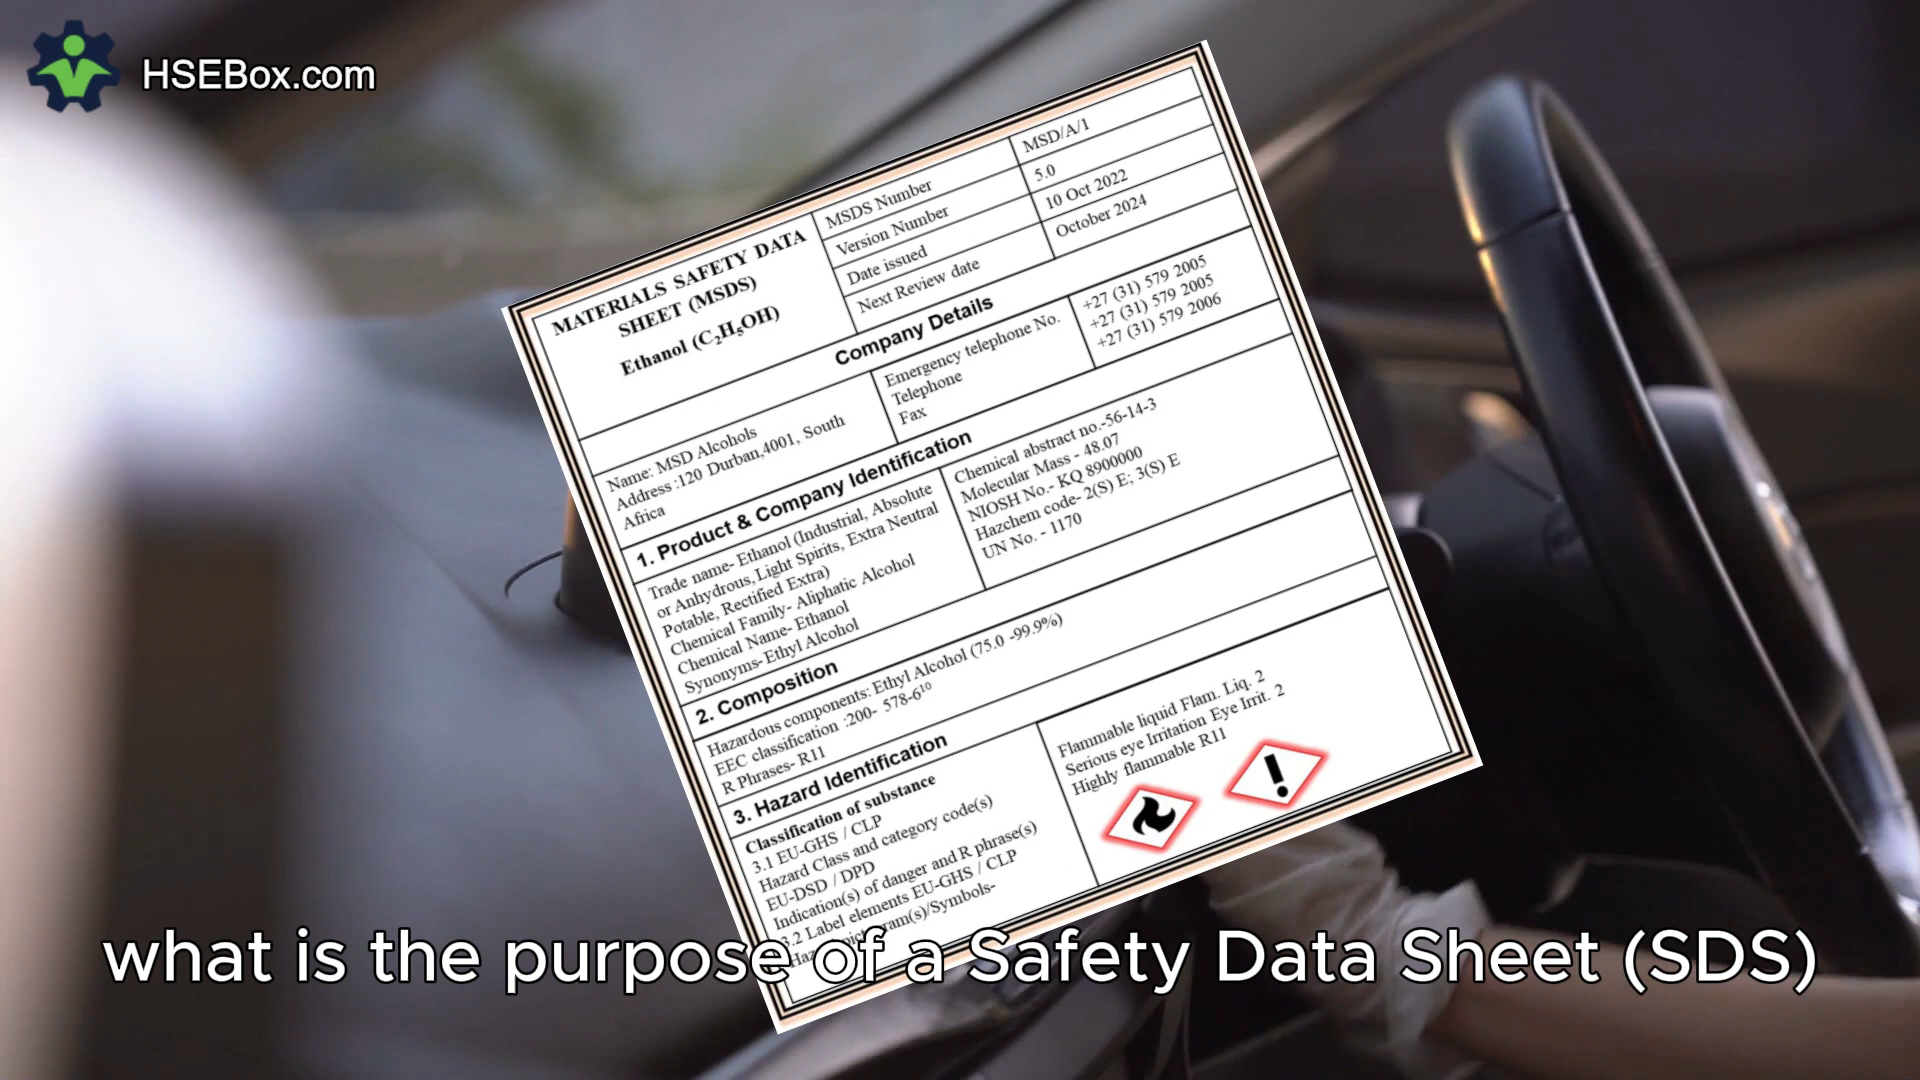 HSEBox.com
MATERIALS SAFETY DATA
SHEET (MSDS)
Ethanol (C₂H₅OH)
MSDS Number
MSD/A/1
Version Number
5.0
Date issued
10 Oct 2022
Next Review date
October 2024
Company Details
Name: MSD Alcohols
Address :120 Durban,4001, South
Africa
Emergency telephone No.
Telephone
Fax
+27 (31) 579 2005
+27 (31) 579 2005
+27 (31) 579 2006
1. Product & Company Identification
Trade name- Ethanol (Industrial, Absolute
or Anhydrous, Light Spirits, Extra Neutral
Potable, Rectified Extra)
Chemical Family- Aliphatic Alcohol
Chemical Name- Ethanol
Synonyms- Ethyl Alcohol
Chemical abstract no.-56-14-3
Molecular Mass - 48.07
NIOSH No.- KQ 8900000
Hazchem code- 2(S) E; 3(S) E
UN No. - 1170
2. Composition
Hazardous components: Ethyl Alcohol (75.0 -99.9%)
EEC classification :200- 578-6¹⁰
R Phrases- R11
3. Hazard Identification
Classification of substance
3.1 EU-GHS / CLP
Hazard Class and category code(s)
EU-DSD / DPD
Indication(s) of danger and R phrase(s)
3.2 Label elements EU-GHS / CLP
Flammable liquid Flam. Liq. 2
Serious eye Irritation Eye Irrit. 2
Highly flammable R11
what is the purpose of a Safety Data Sheet (SDS)